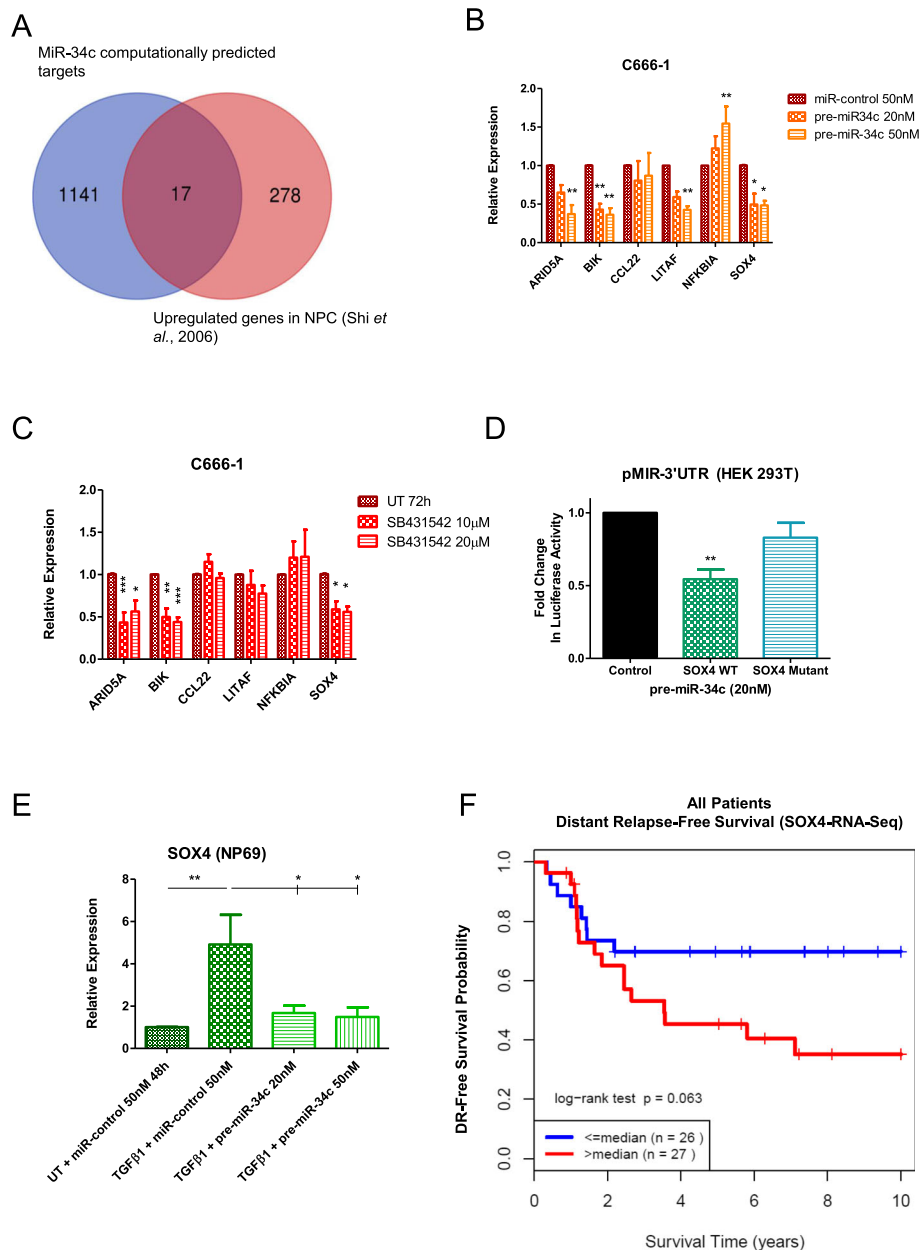 A
MiR-34c computationally predicted
targets
1141
17
278
Upregulated genes in NPC (Shi et
al., 2006)
B
C666-1
Relative Expression
2.0
1.5
1.0
0.5
0.0
**
** **
**
**
* *
ARID5A
BIK
CCL22
LITAF
NFKBIA
SOX4
miR-control 50nM
pre-miR34c 20nM
pre-miR-34c 50nM
C
C666-1
Relative Expression
2.0
1.5
1.0
0.5
0.0
*** *
** ***
* *
ARID5A
BIK
CCL22
LITAF
NFKBIA
SOX4
UT 72h
SB431542 10µM
SB431542 20µM
D
pMIR-3'UTR (HEK 293T)
Fold Change
In Luciferase Activity
1.0
0.5
0.0
**
Control
SOX4 WT
SOX4 Mutant
pre-miR-34c (20nM)
E
SOX4 (NP69)
Relative Expression
8
6
4
2
0
**
*
*
UT + miR-control 50nM 48h
TGFβ1 + miR-control 50nM
TGFβ1 + pre-miR-34c 20nM
TGFβ1 + pre-miR-34c 50nM
F
All Patients
Distant Relapse-Free Survival (SOX4-RNA-Seq)
DR-Free Survival Probability
1.0
0.8
0.6
0.4
0.2
0.0
log-rank test p = 0.063
<=median (n = 26 )
>median (n = 27 )
0
2
4
6
8
10
Survival Time (years)